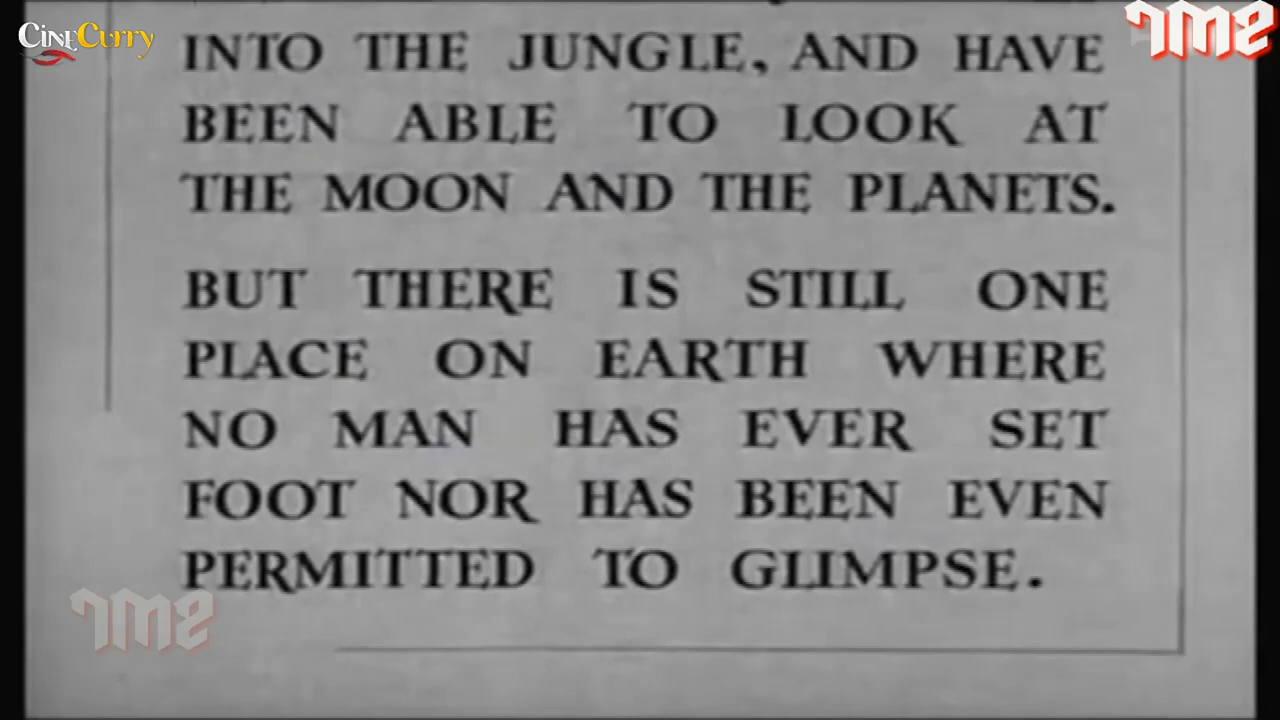 CINECURRY
INTO THE JUNGLE, AND HAVE
BEEN ABLE TO LOOK AT
THE MOON AND THE PLANETS.
BUT THERE IS STILL ONE
PLACE ON EARTH WHERE
NO MAN HAS EVER SET
FOOT NOR HAS BEEN EVEN
PERMITTED TO GLIMPSE.